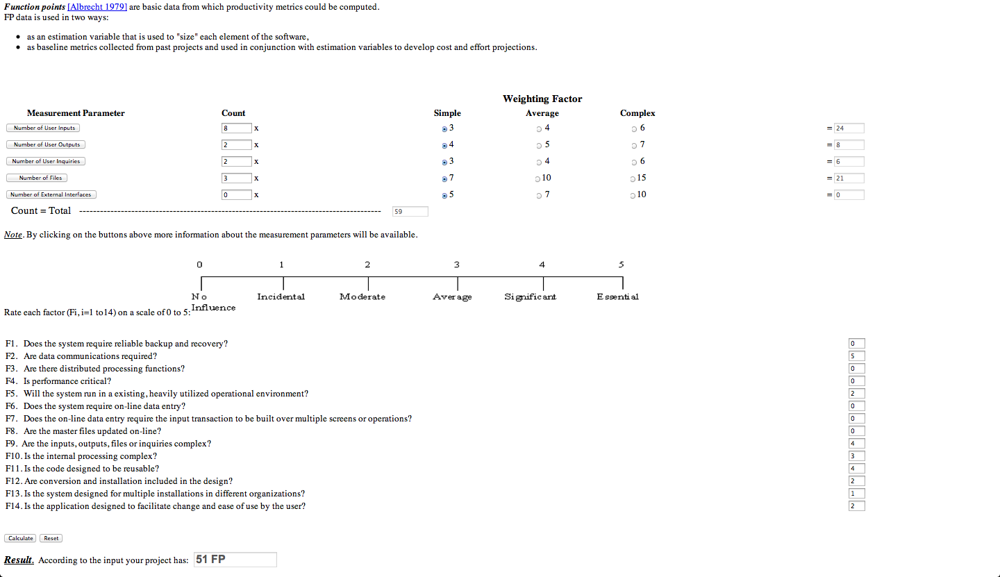 Function points [Albrecht 1979] are basic data from which productivity metrics could be computed.
FP data is used in two ways:
• as an estimation variable that is used to "size" each element of the software,
• as baseline metrics collected from past projects and used in conjunction with estimation variables to develop cost and effort projections.
Weighting Factor
Measurement Parameter Count Simple Average Complex
Number of User Inputs 8 x 3 4 6 = 24
Number of User Outputs 2 x 4 5 7 = 8
Number of User Inquiries 2 x 3 4 6 = 6
Number of Files 3 x 7 10 15 = 21
Number of External Interfaces 0 x 5 7 10 = 0
Count = Total ---------------------------------------------------------------------------------------- 59
Note. By clicking on the buttons above more information about the measurement parameters will be available.
0 1 2 3 4 5
No Influence Incidental Moderate Average Significant Essential
Rate each factor (Fi, i=1 to14) on a scale of 0 to 5:
F1. Does the system require reliable backup and recovery? 0
F2. Are data communications required? 5
F3. Are there distributed processing functions? 0
F4. Is performance critical? 0
F5. Will the system run in a existing, heavily utilized operational environment? 2
F6. Does the system require on-line data entry? 0
F7. Does the on-line data entry require the input transaction to be built over multiple screens or operations? 0
F8. Are the master files updated on-line? 0
F9. Are the inputs, outputs, files or inquiries complex? 4
F10. Is the internal processing complex? 3
F11. Is the code designed to be reusable? 4
F12. Are conversion and installation included in the design? 2
F13. Is the system designed for multiple installations in different organizations? 1
F14. Is the application designed to facilitate change and ease of use by the user? 2
Calculate Reset
Result. According to the input your project has: 51 FP